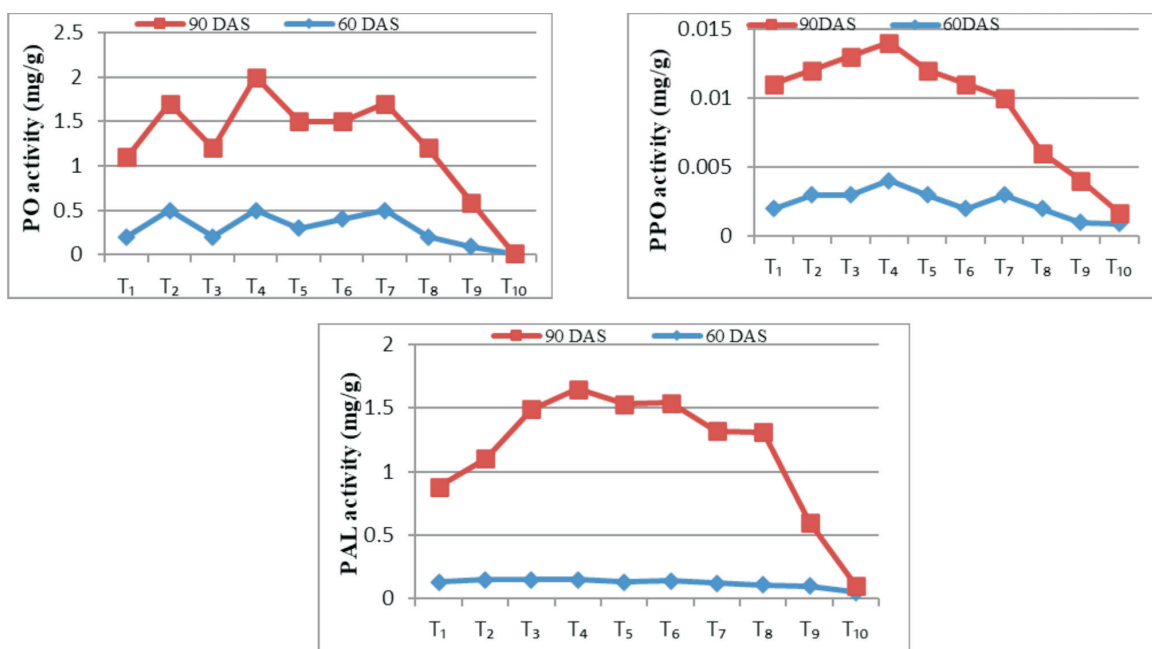 90 DAS 60 DAS
PO activity (mg/g)
2.5
2
1.5
1
0.5
0
T₁ T₂ T₃ T₄ T₅ T₆ T₇ T₈ T₉ T₁₀
90DAS 60DAS
PPO activity (mg/g)
0.015
0.01
0.005
0
T₁ T₂ T₃ T₄ T₅ T₆ T₇ T₈ T₉ T₁₀
90 DAS 60 DAS
PAL activity (mg/g)
2
1.5
1
0.5
0
T₁ T₂ T₃ T₄ T₅ T₆ T₇ T₈ T₉ T₁₀